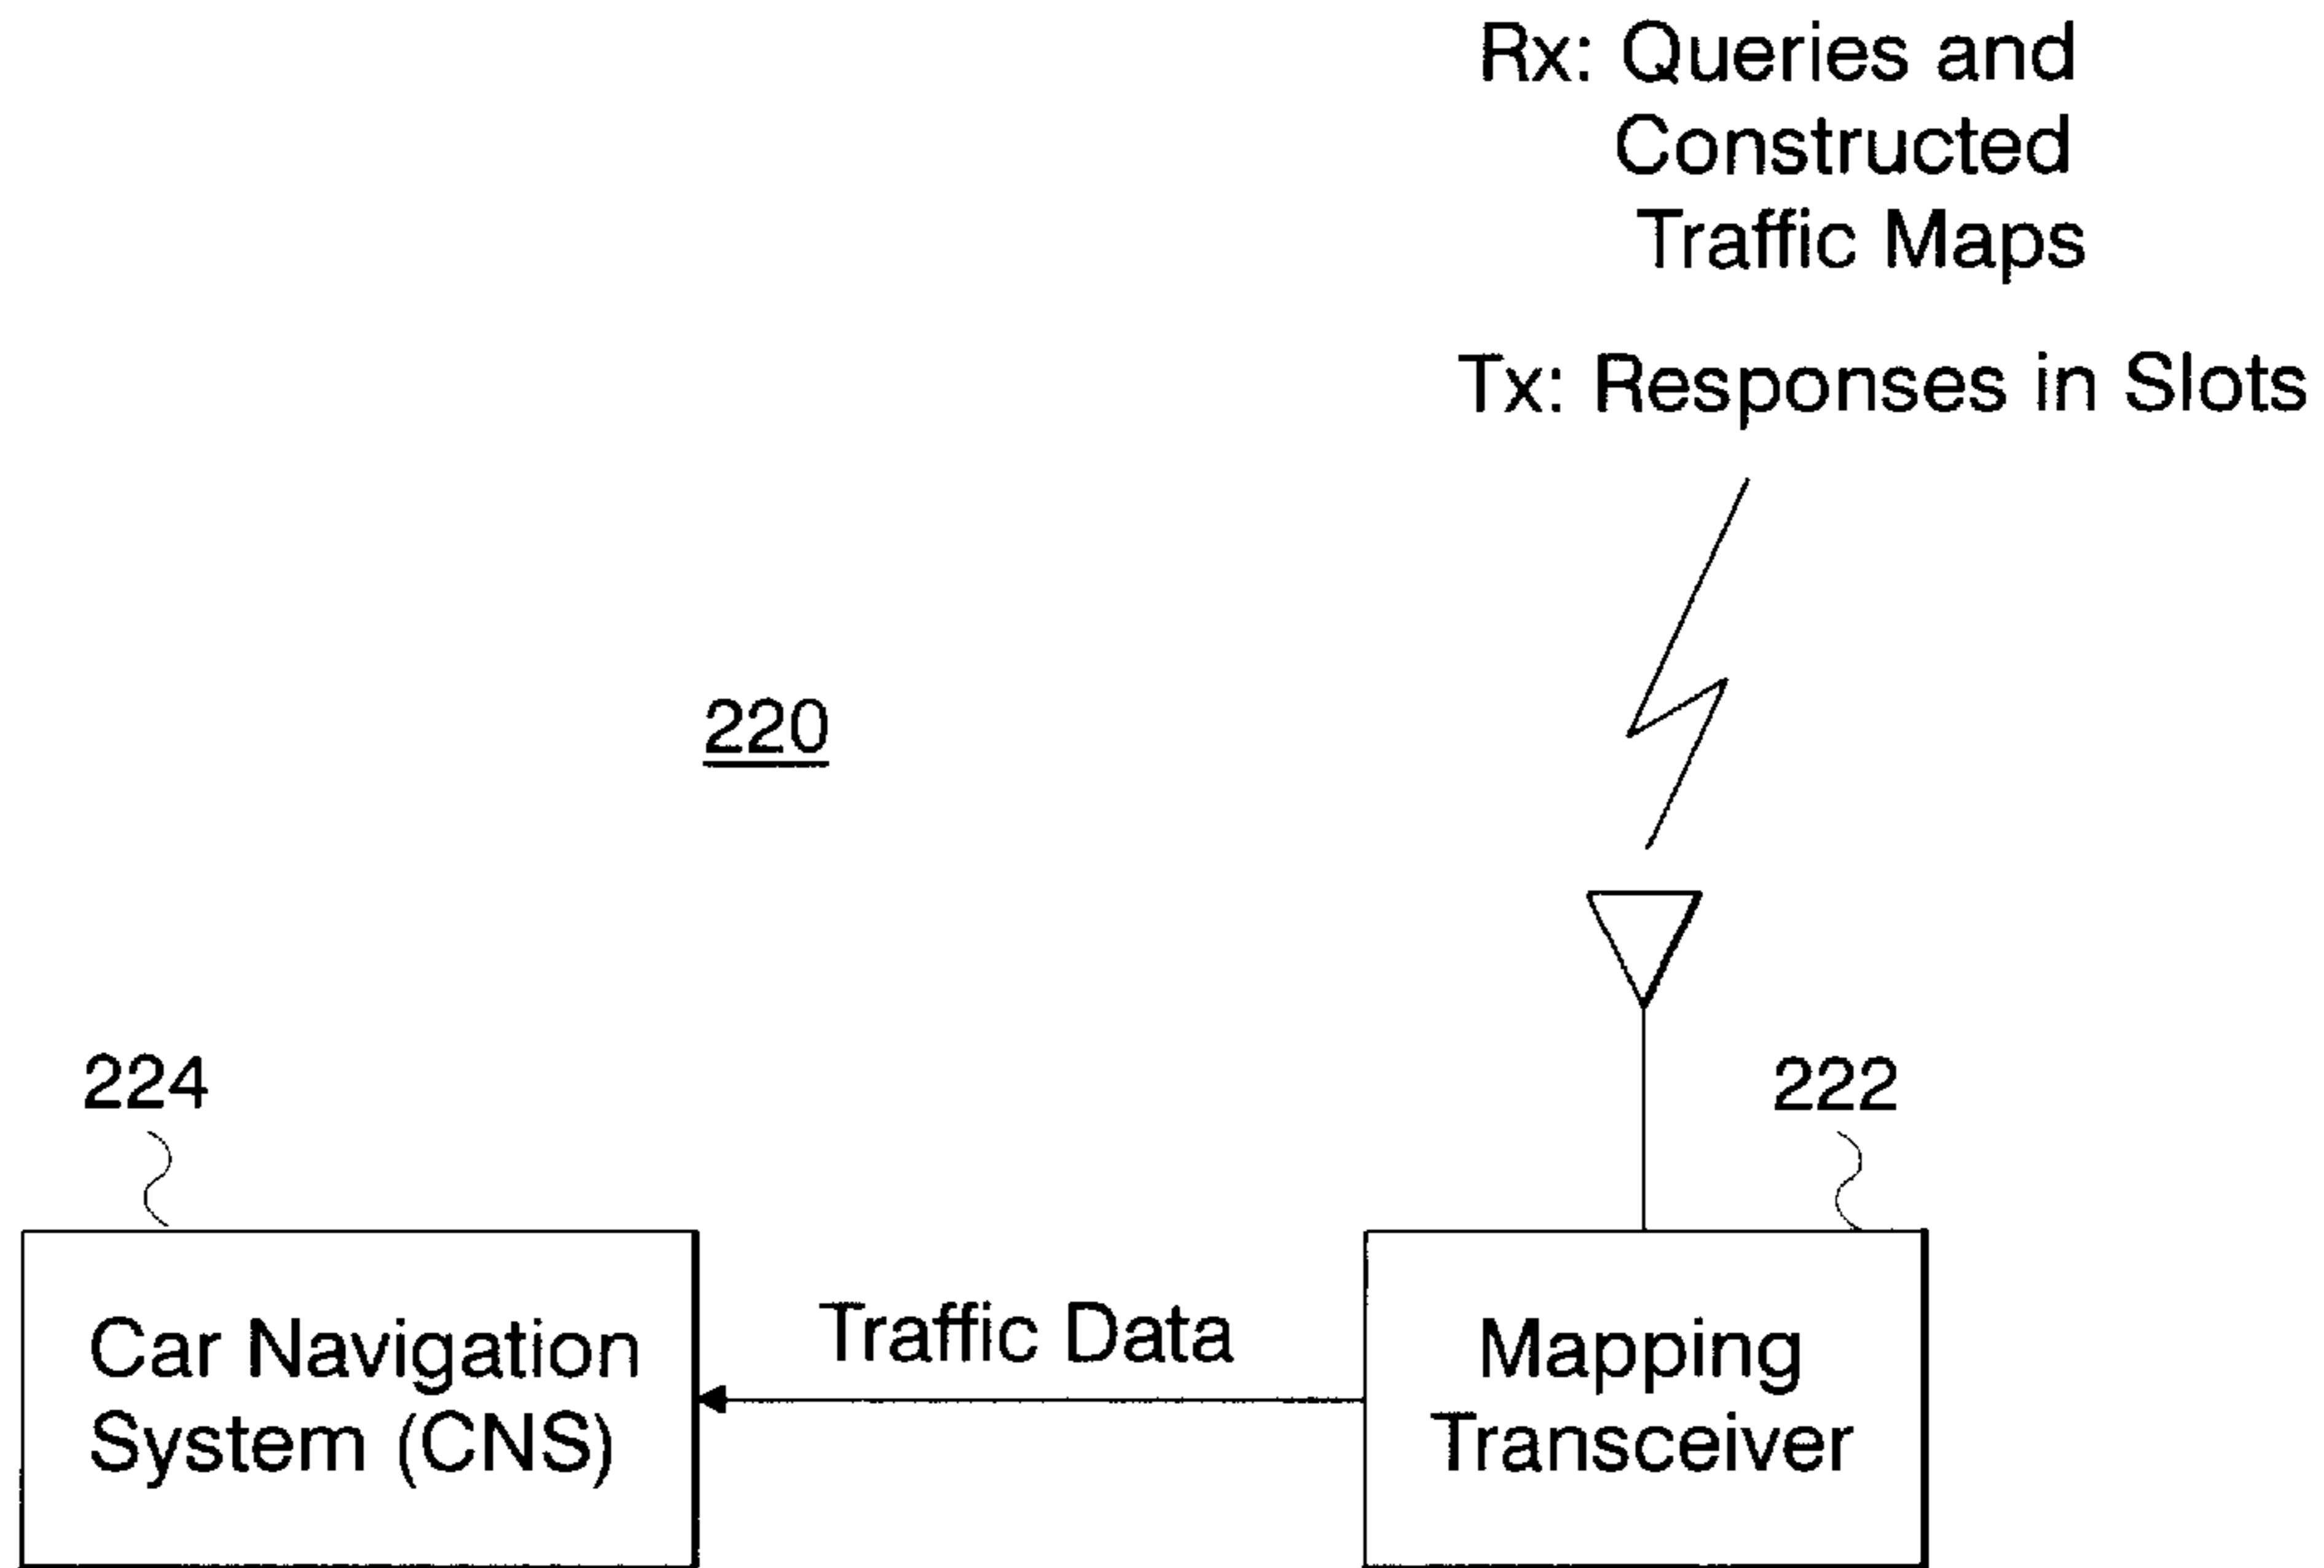 Rx: Queries and
Constructed
Traffic Maps
Tx: Responses in Slots
220
224
222
Car Navigation
System (CNS)
Traffic Data
Mapping
Transceiver